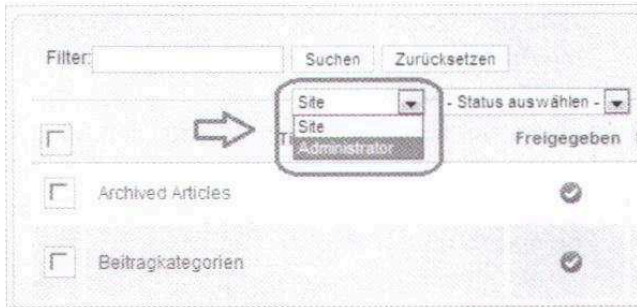 Filter: Suchen Zurücksetzen
Site - Status auswählen -
Site
Administrator
Freigegeben
Archived Articles
Beitragkategorien